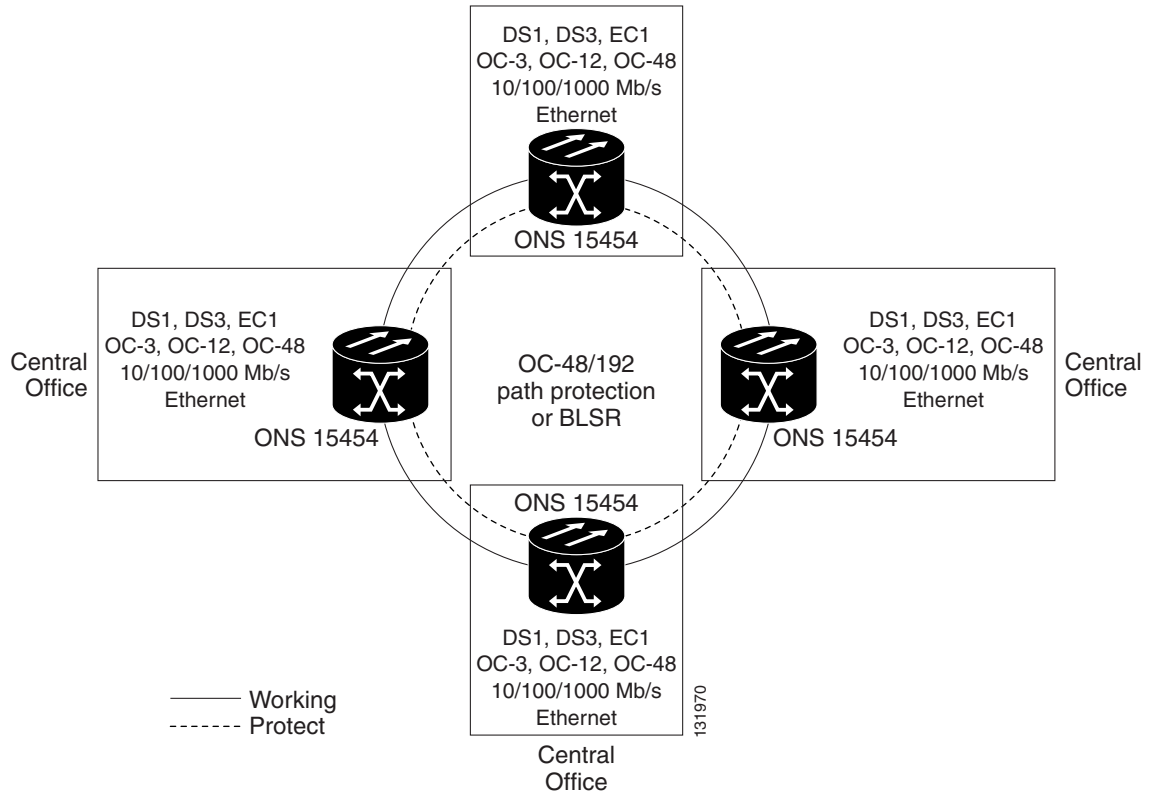 DS1, DS3, EC1
OC-3, OC-12, OC-48
10/100/1000 Mb/s
Ethernet
ONS 15454
Central
Office
DS1, DS3, EC1
OC-3, OC-12, OC-48
10/100/1000 Mb/s
Ethernet
ONS 15454
OC-48/192
path protection
or BLSR
DS1, DS3, EC1
OC-3, OC-12, OC-48
10/100/1000 Mb/s
Ethernet
ONS 15454
Central
Office
ONS 15454
DS1, DS3, EC1
OC-3, OC-12, OC-48
10/100/1000 Mb/s
Ethernet
Central
Office
Working
Protect
131970